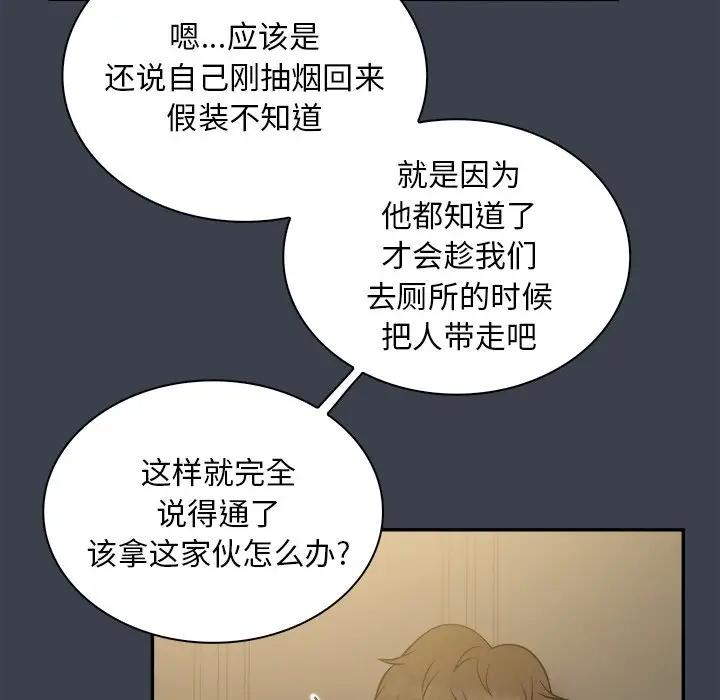 嗯...应该是
还说自己刚抽烟回来
假装不知道
就是因为
他都知道了
才会趁我们
去厕所的时候
把人带走吧
这样就完全
说得通了
该拿这家伙怎么办?